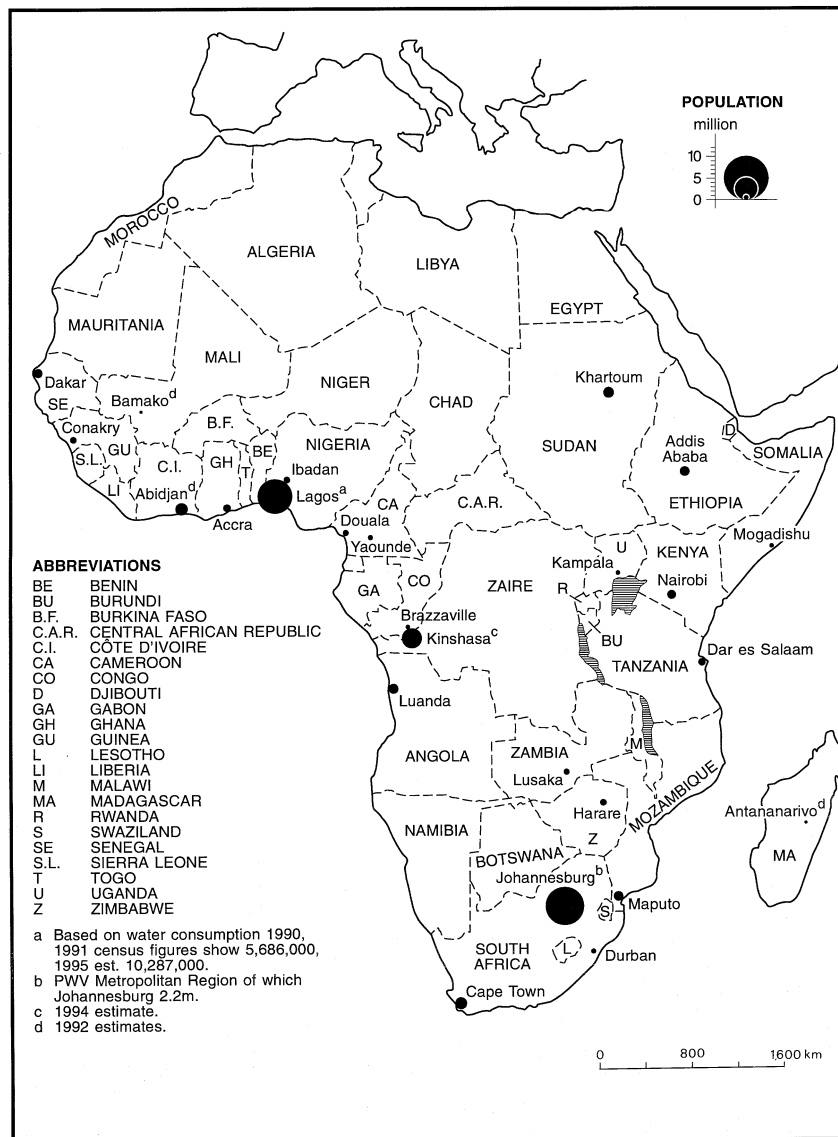 POPULATION
million
10
5
0
MOROCCO
ALGERIA
LIBYA
EGYPT
MAURITANIA
MALI
NIGER
CHAD
SUDAN
Khartoum
Dakar
SE
Bamako d
B.F.
Conakry
GU
S.L.
LI
C.I.
GH
T
BE
NIGERIA
Ibadan
Lagos a
Abidjan d
Accra
D
Addis
Ababa
SOMALIA
ETHIOPIA
CA
C.A.R.
Douala
Yaounde
Mogadishu
U
KENYA
Kampala
Nairobi
GA
CO
ZAIRE
R
BU
Brazzaville
Kinshasa c
TANZANIA
Dar es Salaam
Luanda
ANGOLA
ZAMBIA
Lusaka
M
MOZAMBIQUE
Harare
Z
Antananarivo d
MA
NAMIBIA
BOTSWANA
Johannesburg b
S
Maputo
SOUTH
AFRICA
L
Durban
Cape Town
ABBREVIATIONS
BE BENIN
BU BURUNDI
B.F. BURKINA FASO
C.A.R. CENTRAL AFRICAN REPUBLIC
C.I. CÔTE D'IVOIRE
CA CAMEROON
CO CONGO
D DJIBOUTI
GA GABON
GH GHANA
GU GUINEA
L LESOTHO
LI LIBERIA
M MALAWI
MA MADAGASCAR
R RWANDA
S SWAZILAND
SE SENEGAL
S.L. SIERRA LEONE
T TOGO
U UGANDA
Z ZIMBABWE
a Based on water consumption 1990,
1991 census figures show 5,686,000,
1995 est. 10,287,000.
b PWV Metropolitan Region of which
Johannesburg 2.2m.
c 1994 estimate.
d 1992 estimates.
0 800 1,600 km